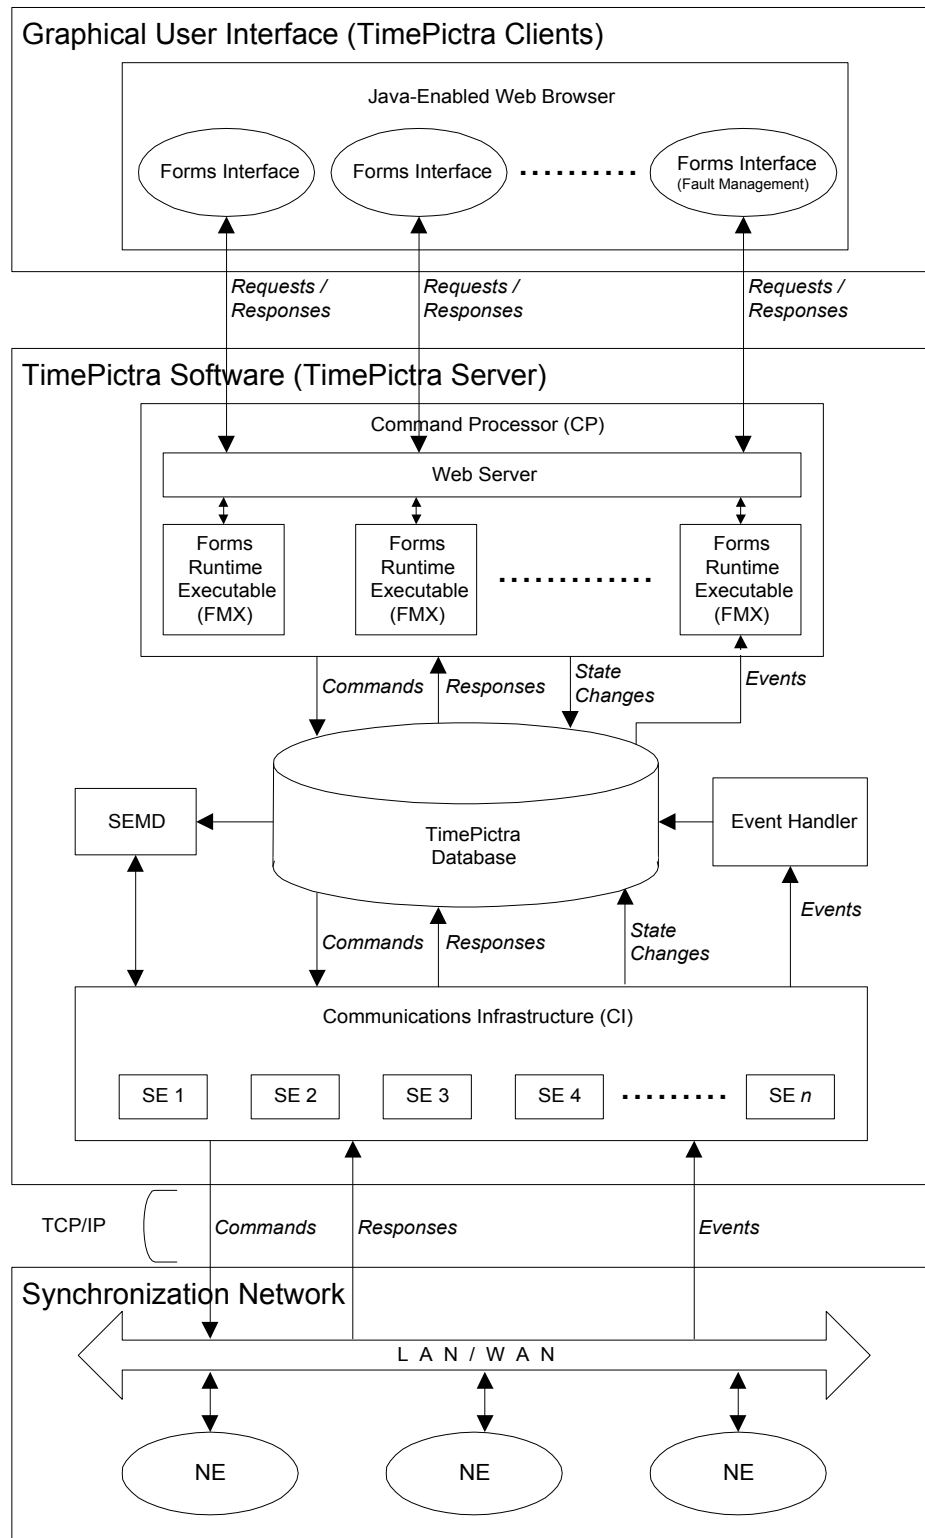 Graphical User Interface (TimePictra Clients)
Java-Enabled Web Browser
Forms Interface
Forms Interface
Forms Interface
(Fault Management)
Requests /
Responses
Requests /
Responses
Requests /
Responses
TimePictra Software (TimePictra Server)
Command Processor (CP)
Web Server
Forms
Runtime
Executable
(FMX)
Forms
Runtime
Executable
(FMX)
Forms
Runtime
Executable
(FMX)
Commands
Responses
State
Changes
Events
SEMD
TimePictra
Database
Event Handler
Commands
Responses
State
Changes
Events
Communications Infrastructure (CI)
SE 1
SE 2
SE 3
SE 4
SE n
TCP/IP
Commands
Responses
Events
Synchronization Network
L A N / W A N
NE
NE
NE